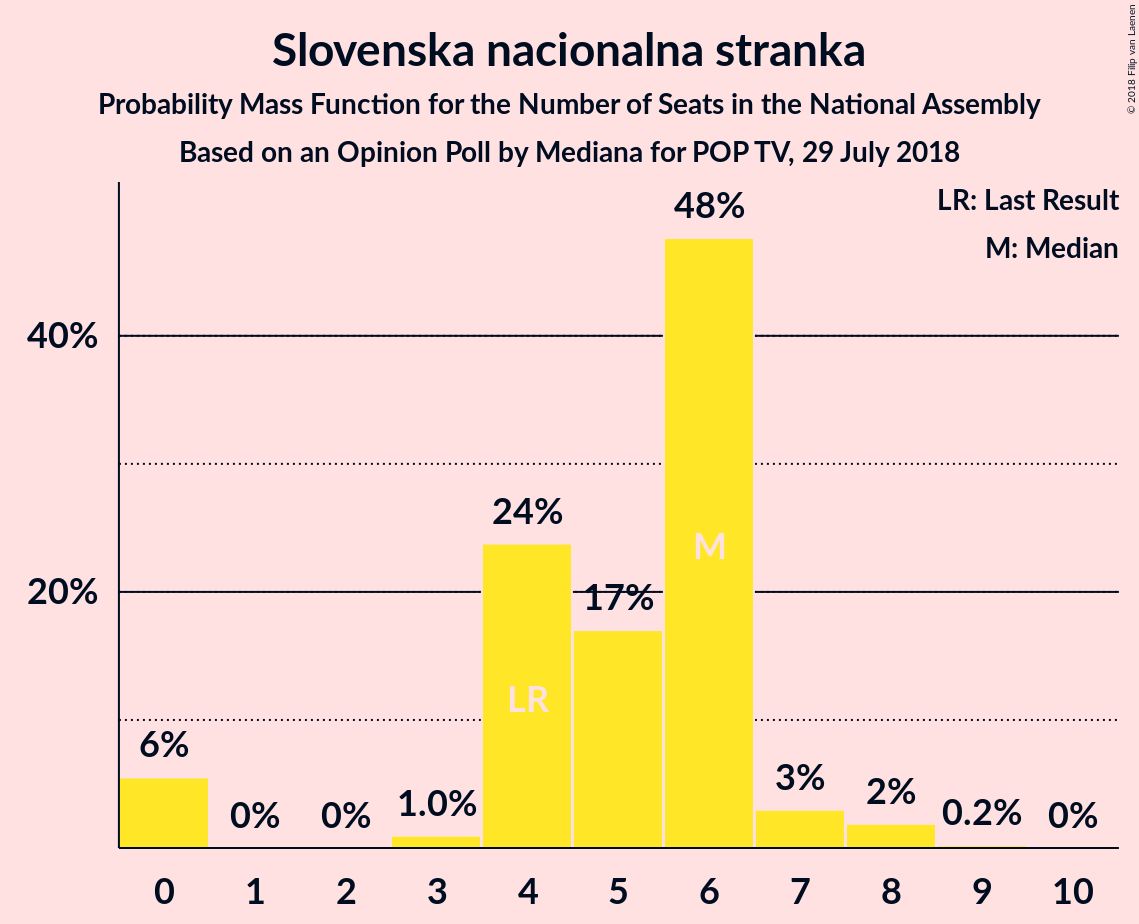 Slovenska nacionalna stranka
Probability Mass Function for the Number of Seats in the National Assembly
Based on an Opinion Poll by Mediana for POP TV, 29 July 2018
© 2018 Filip van Laenen
LR: Last Result
M: Median
40%
20%
6%
0%
0%
1.0%
24%
17%
48%
3%
2%
0.2%
0%
LR
M
0 1 2 3 4 5 6 7 8 9 10